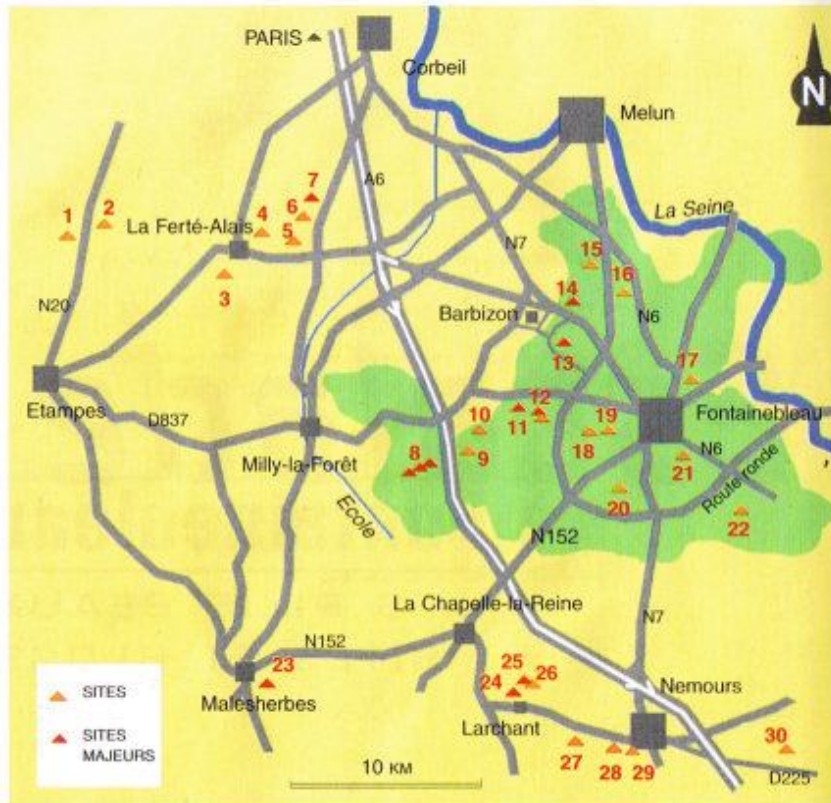 PARIS
Corbeil
N
Melun
7
1
2
La Ferté-Alais
4
6
5
A6
La Seine
3
N7
15
16
14
N20
Barbizon
N6
13
17
Etampes
D837
10
11
12
18
19
Fontainebleau
Milly-la-Forêt
8
9
21
N6
Ecole
20
Route ronde
22
N152
La Chapelle-la-Reine
N7
N152
23
25
26
24
SITES
Malesherbes
Nemours
SITES
MAJEURS
Larchant
10 KM
27
28
29
30
D225